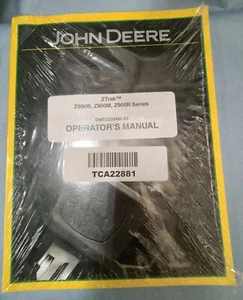 JOHN DEERE
ZTrak™
Z900B, Z900M, Z900R Series
OPERATOR'S MANUAL
TCA22881